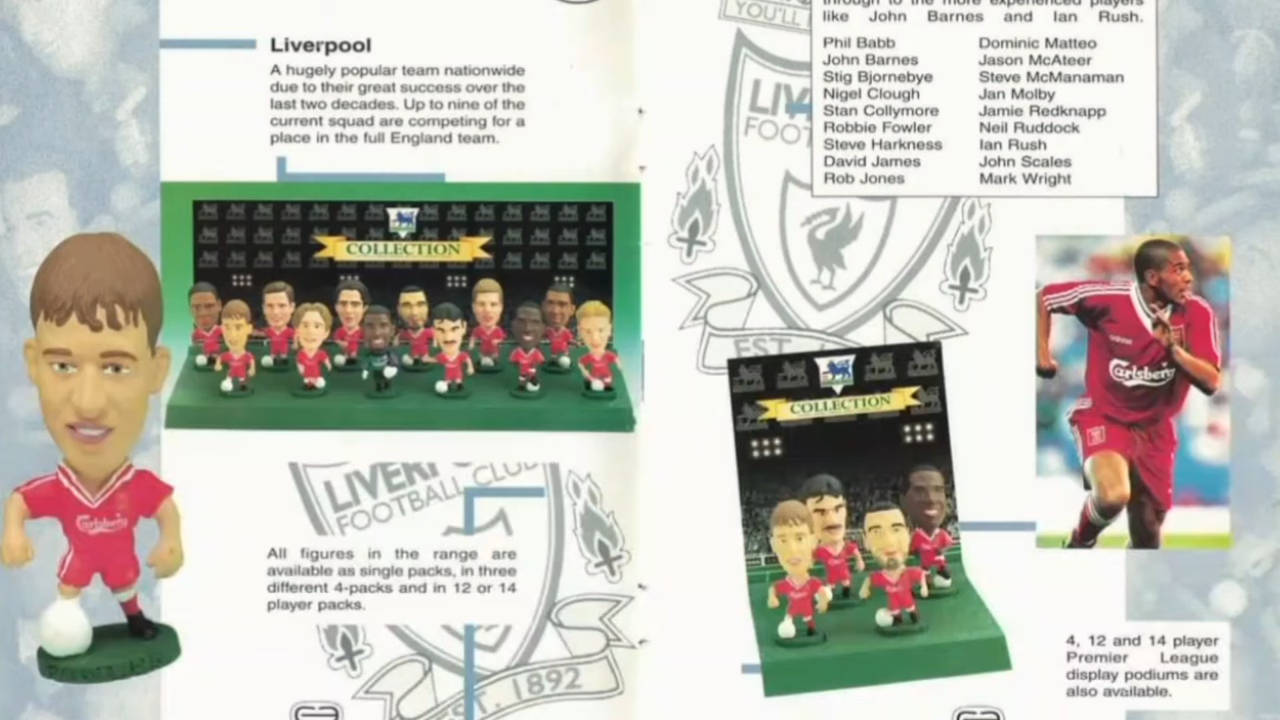 Liverpool
A hugely popular team nationwide
due to their great success over the
last two decades. Up to nine of the
current squad are competing for a
place in the full England team.
COLLECTION
Carlsberg
LIVERPOOL
FOOTBALL CLUB
All figures in the range are
available as single packs, in three
different 4-packs and in 12 or 14
player packs.
EST. 1892
YOU'LL
through to the more experienced players
like John Barnes and Ian Rush.
Phil Babb Dominic Matteo
John Barnes Jason McAteer
Stig Bjornebye Steve McManaman
Nigel Clough Jan Molby
Stan Collymore Jamie Redknapp
Robbie Fowler Neil Ruddock
Steve Harkness Ian Rush
David James John Scales
Rob Jones Mark Wright
LIV
FOOT
EST.
COLLECTION
Carlsberg
4, 12 and 14 player
Premier League
display podiums are
also available.